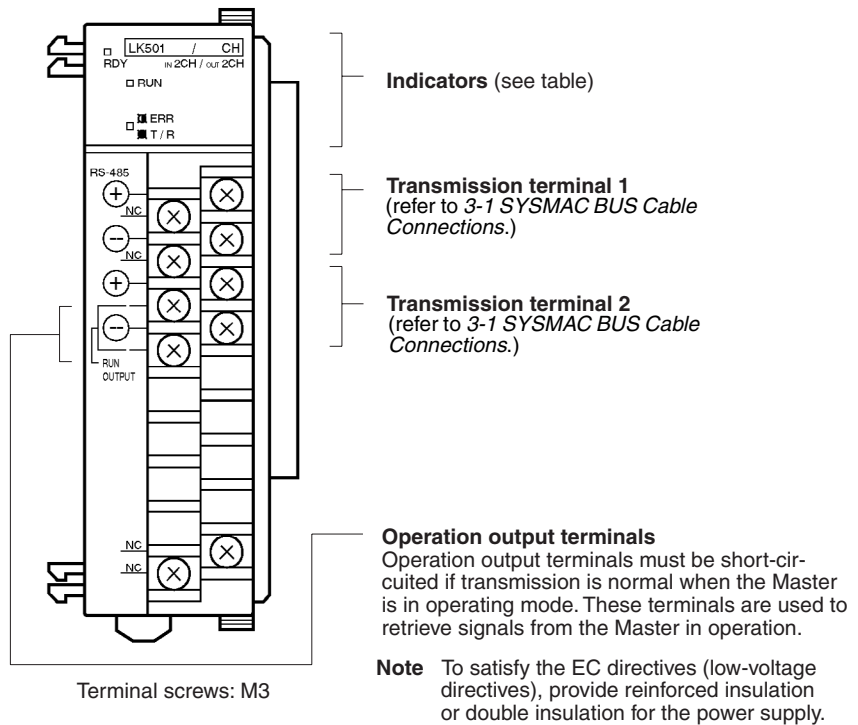 LK501 / CH
RDY IN 2CH / OUT 2CH
RUN
ERR
T / R
RS-485
+
NC
--
NC
+
--
RUN
OUTPUT
NC
NC
Indicators (see table)
Transmission terminal 1
(refer to 3-1 SYSMAC BUS Cable
Connections.)
Transmission terminal 2
(refer to 3-1 SYSMAC BUS Cable
Connections.)
Operation output terminals
Operation output terminals must be short-cir-
cuited if transmission is normal when the Master
is in operating mode. These terminals are used to
retrieve signals from the Master in operation.
Note To satisfy the EC directives (low-voltage
directives), provide reinforced insulation
or double insulation for the power supply.
Terminal screws: M3